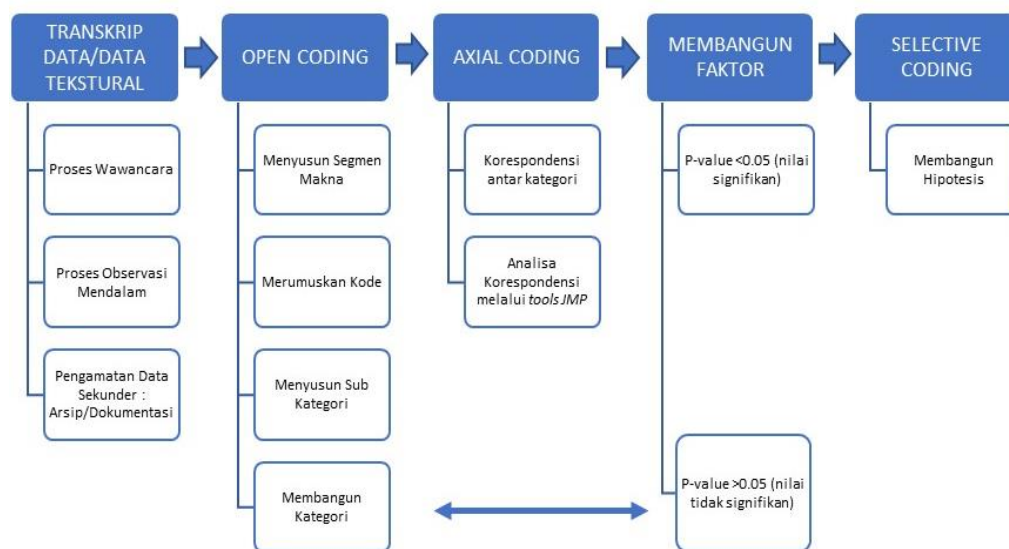 TRANSKRIP
DATA/DATA
TEKSTURAL
OPEN CODING
AXIAL CODING
MEMBANGUN
FAKTOR
SELECTIVE
CODING
Proses Wawancara
Proses Observasi
Mendalam
Pengamatan Data
Sekunder :
Arsip/Dokumentasi
Menyusun Segmen
Makna
Merumuskan Kode
Menyusun Sub
Kategori
Membangun
Kategori
Korespondensi
antar kategori
Analisa
Korespondensi
melalui tools JMP
P-value <0.05 (nilai
signifikan)
P-value >0.05 (nilai
tidak signifikan)
Membangun
Hipotesis